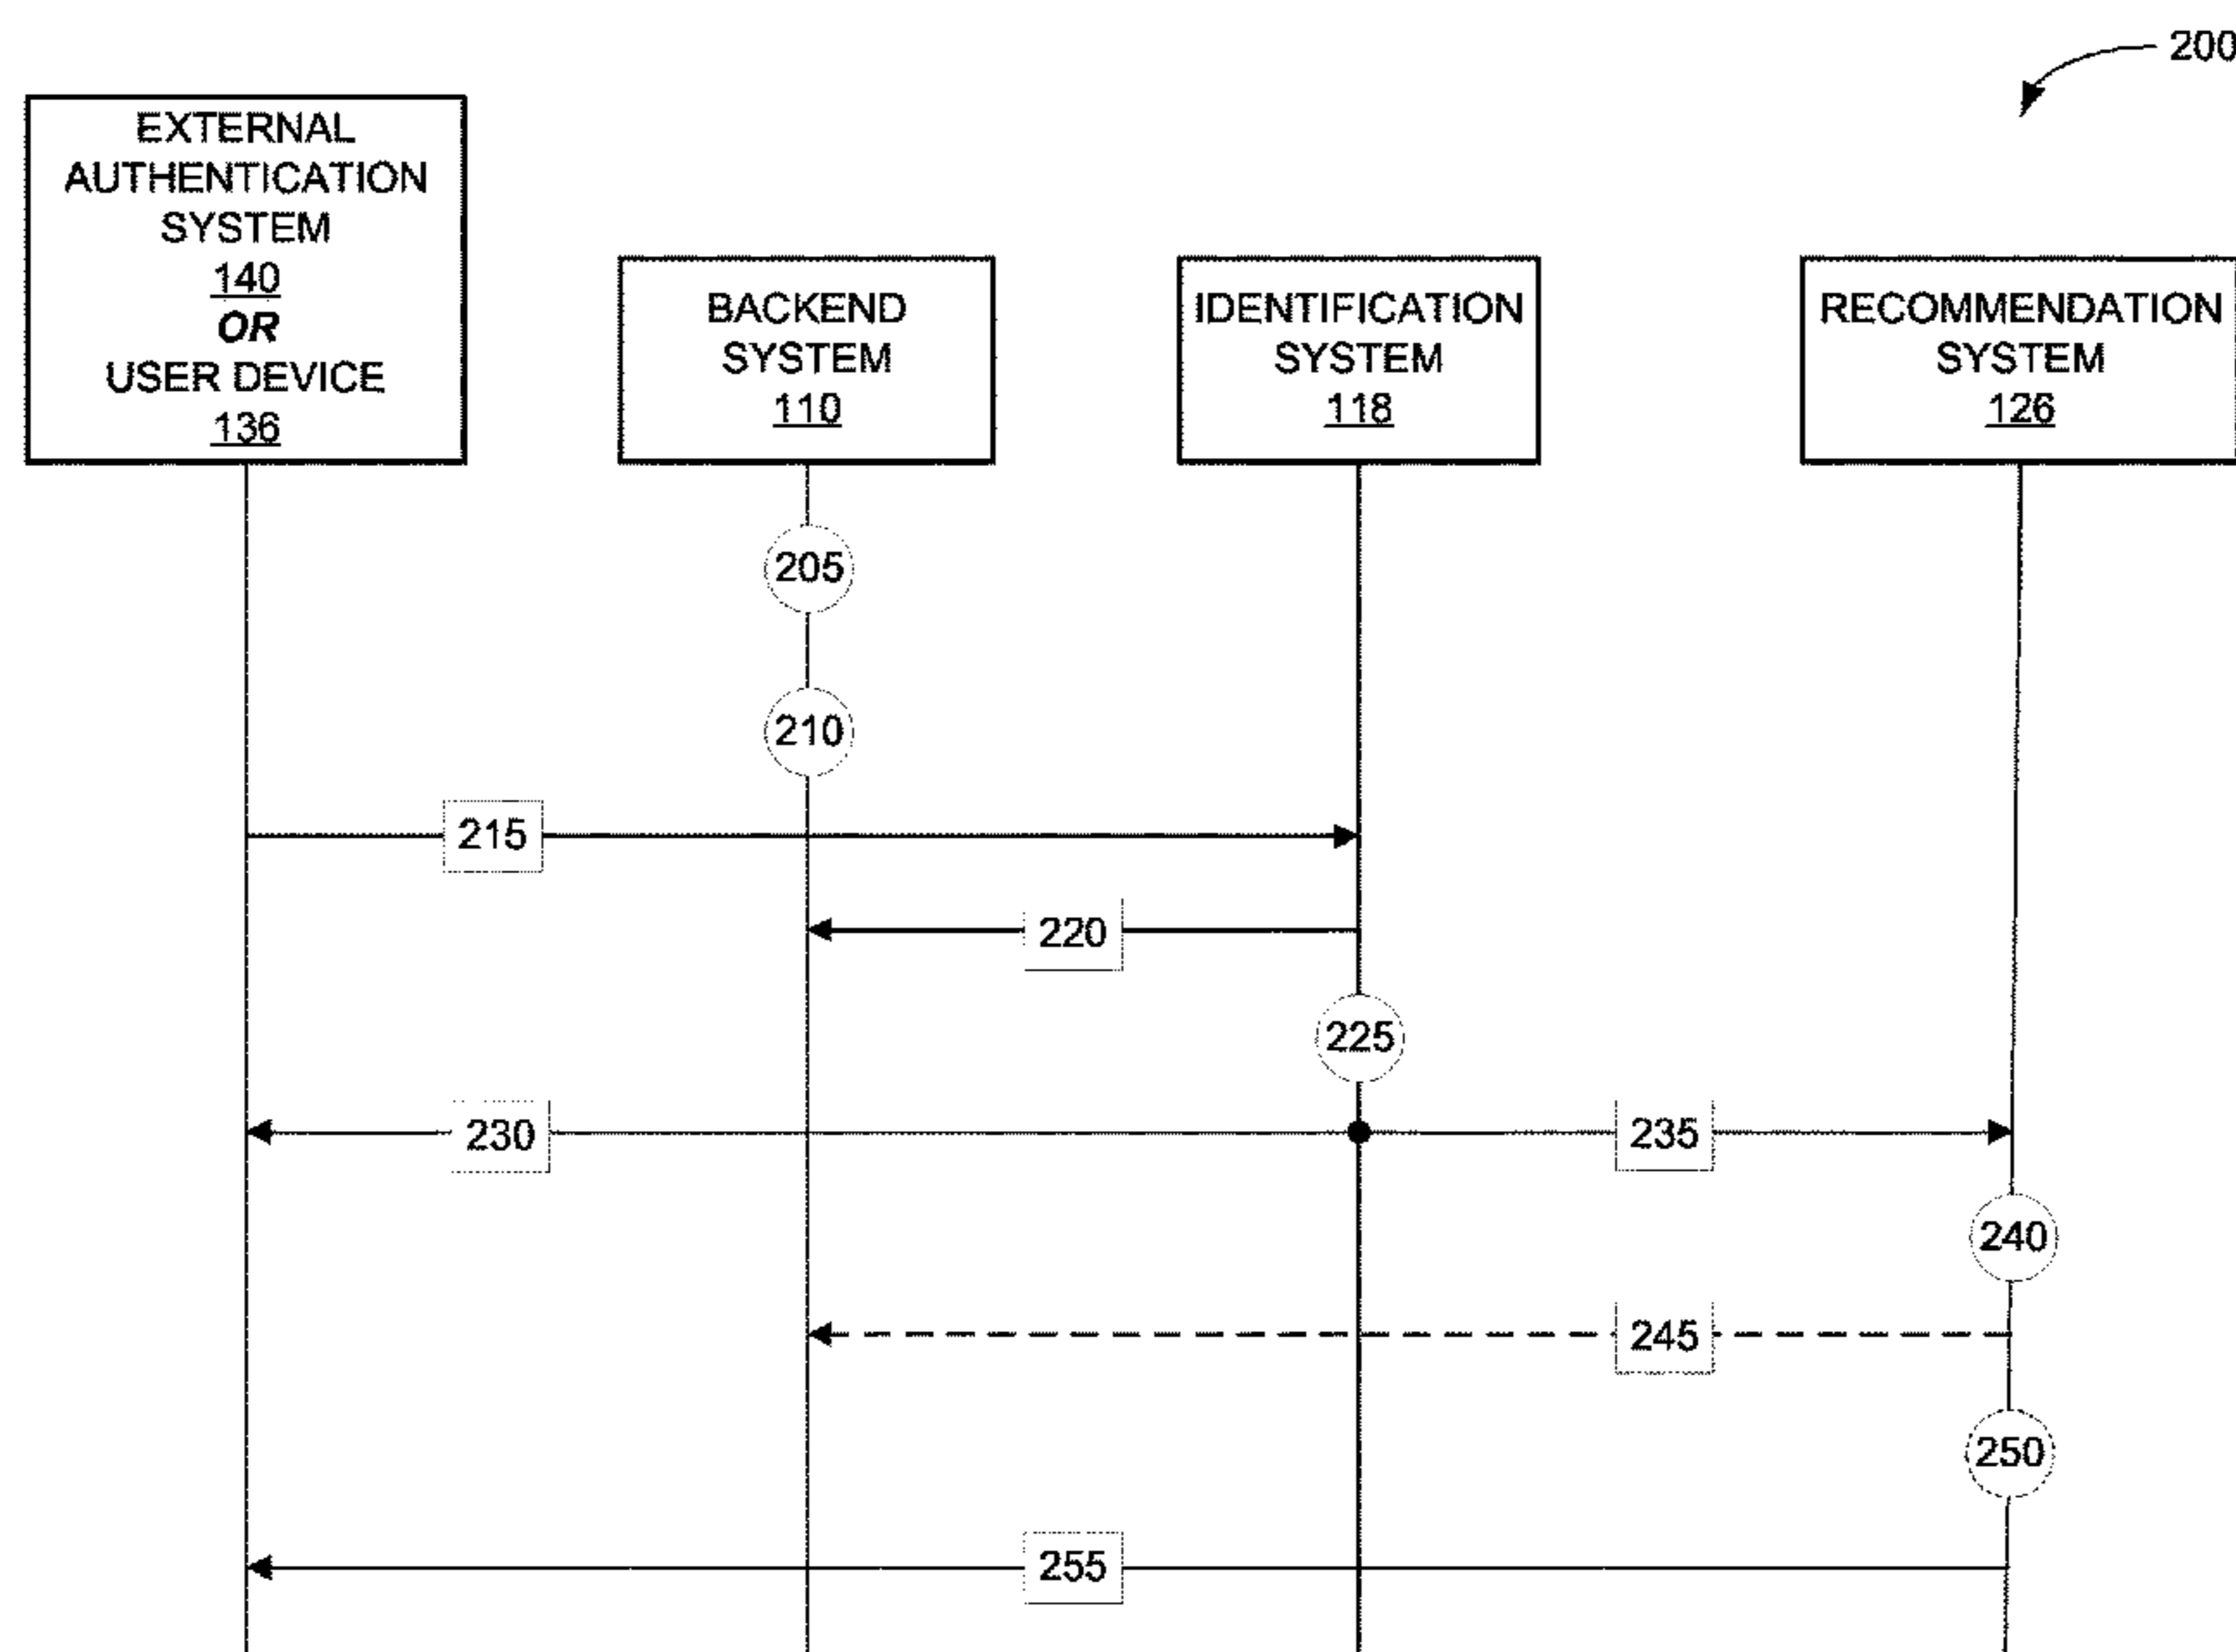 200
EXTERNAL
AUTHENTICATION
SYSTEM
140
OR
USER DEVICE
136
BACKEND
SYSTEM
110
IDENTIFICATION
SYSTEM
118
RECOMMENDATION
SYSTEM
126
205
210
215
220
225
230
235
240
245
250
255